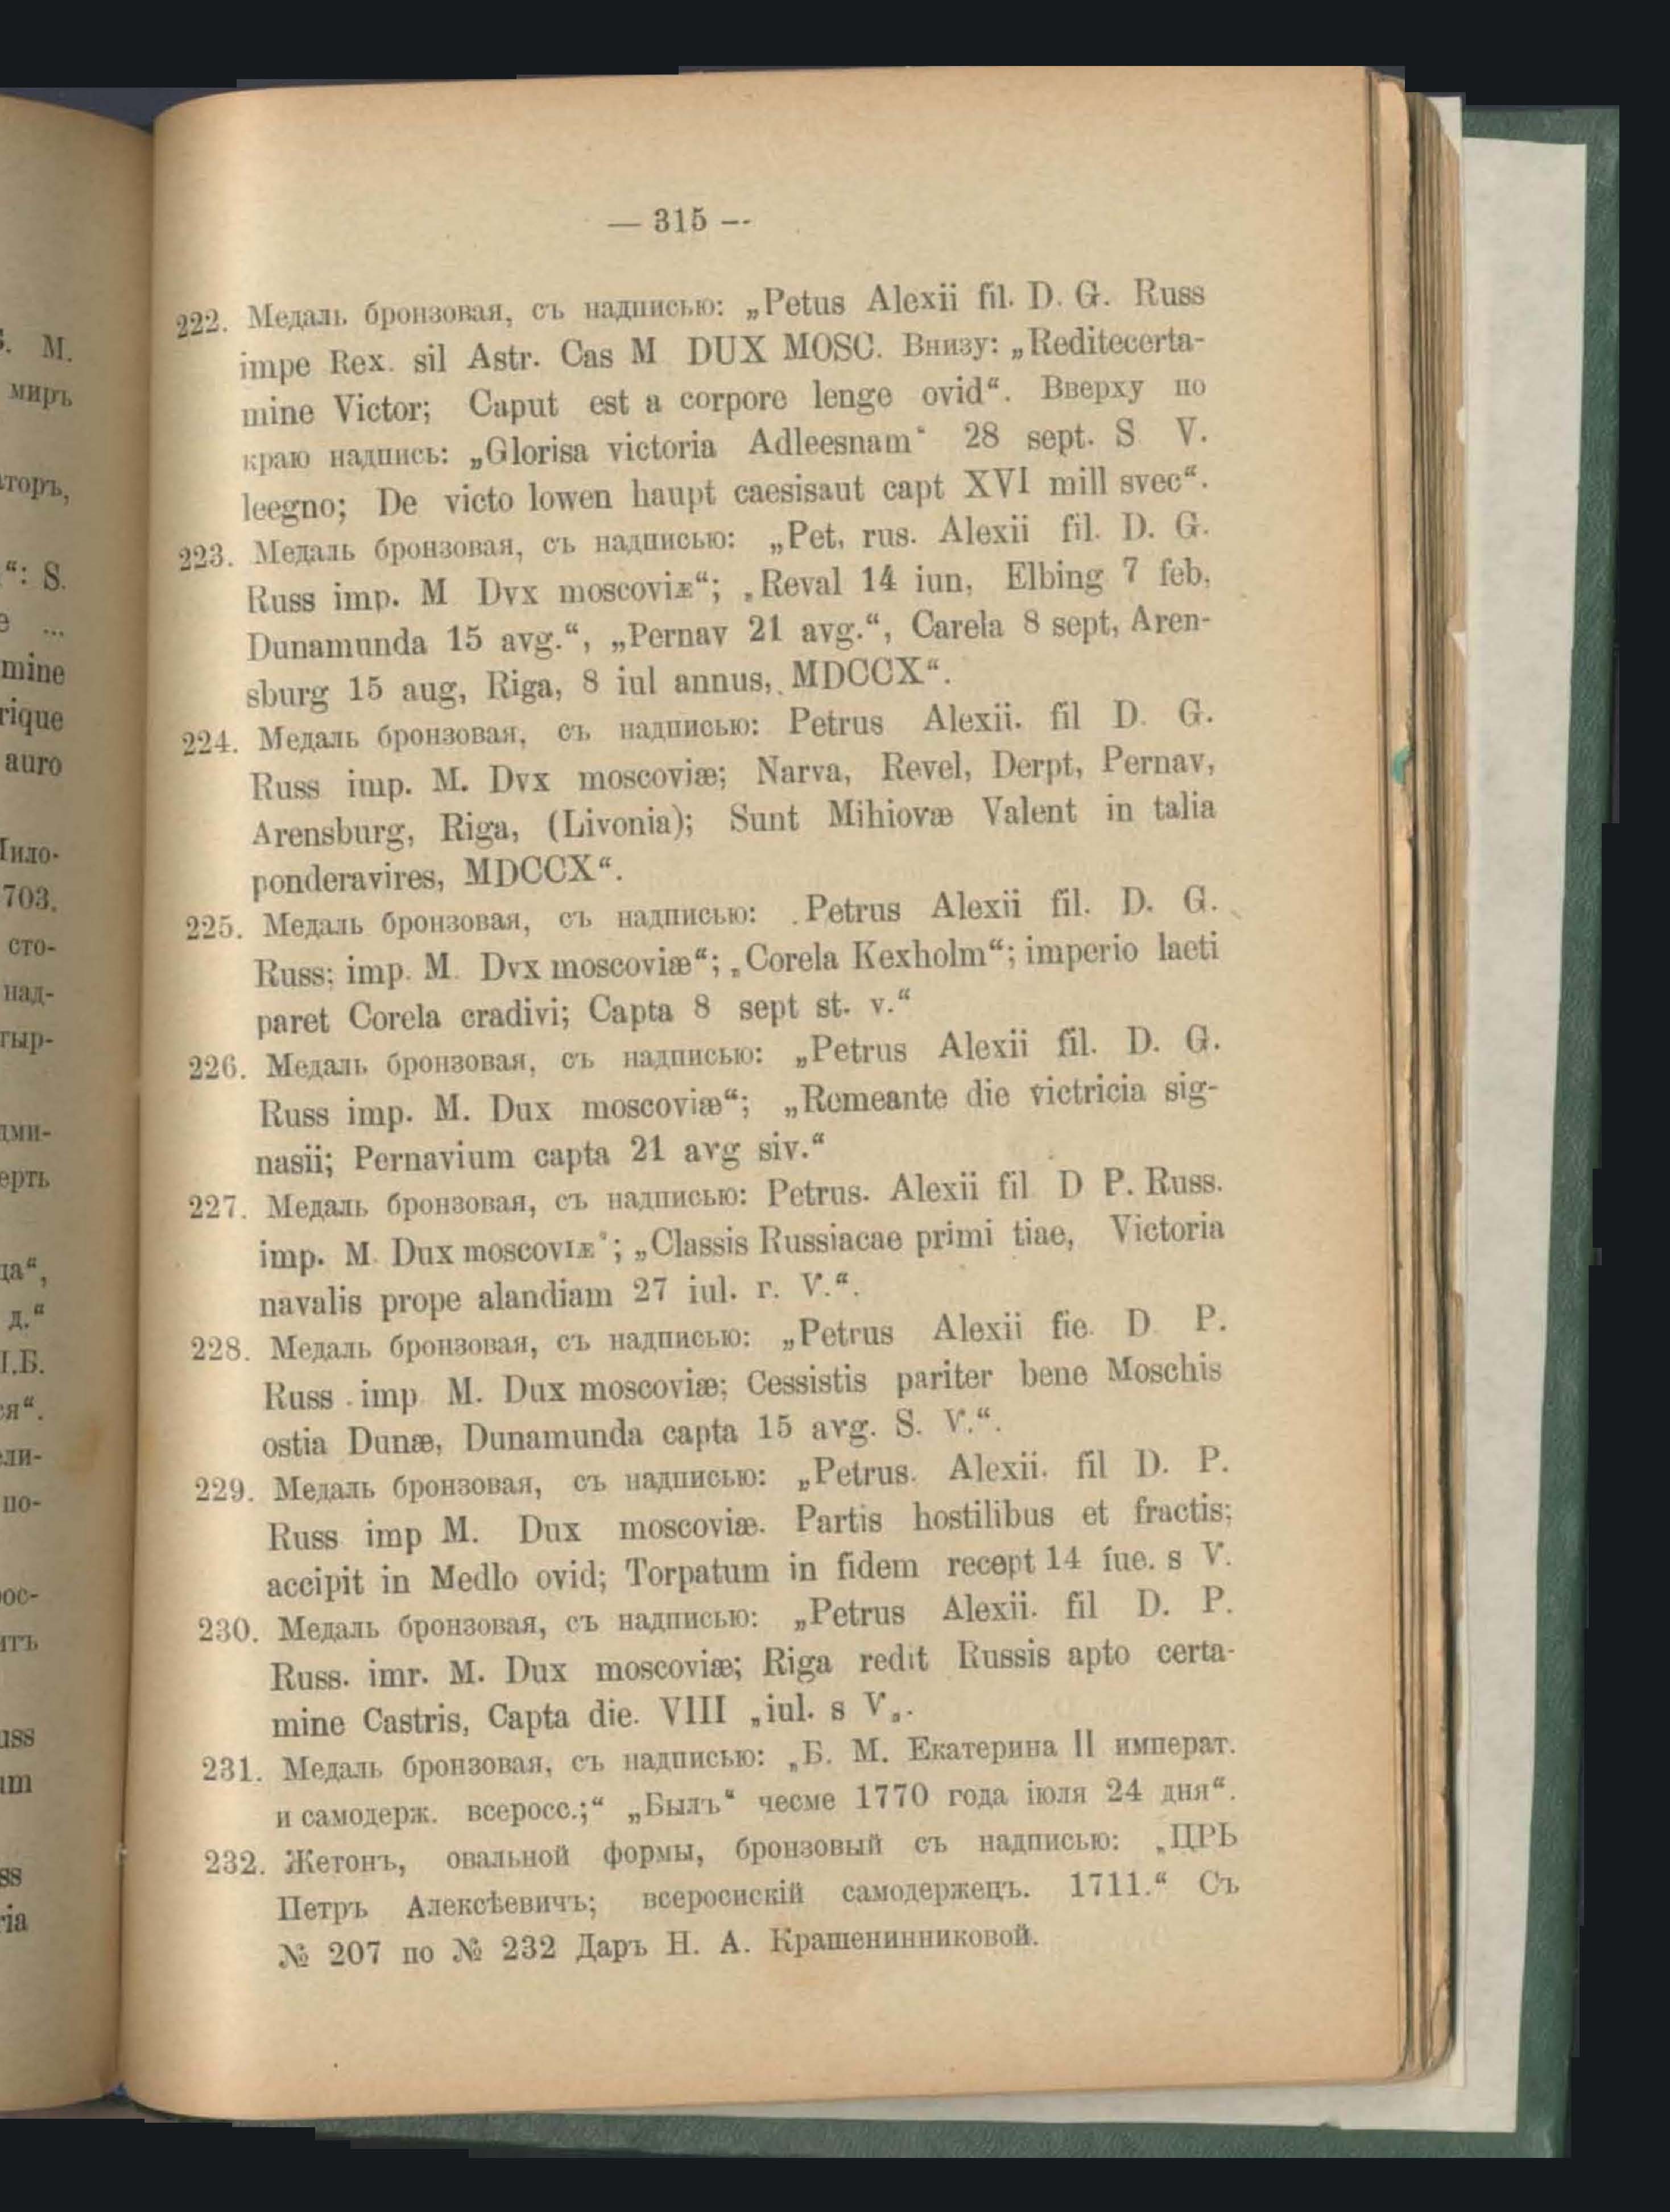 — 315 —
222. Медаль бронзовая, съ надписью: „Petus Alexii fil. D. G. Russ
impe Rex. sil Astr. Cas M DUX MOSC. Внизу: „Reditecerta-
mine Victor; Caput est a corpore lenge ovid“. Вверху по
краю надпись: „Glorisa victoria Adleesnam“ 28 sept. S V.
leegno; De victo lowen haupt caesisaut capt XVI mill svec“.
223. Медаль бронзовая, съ надписью: „Pet, rus. Alexii fil. D. G.
Russ imp. M Dvx moscoviæ“; „Reval 14 iun, Elbing 7 feb,
Dunamunda 15 avg.“, „Pernav 21 avg.“, Carela 8 sept, Aren-
sburg 15 aug, Riga, 8 iul annus, MDCCX“.
224. Медаль бронзовая, съ надписью: Petrus Alexii. fil D. G.
Russ imp. M. Dvx moscoviæ; Narva, Revel, Derpt, Pernav,
Arensburg, Riga, (Livonia); Sunt Mihiovæ Valent in talia
ponderavires, MDCCX“.
225. Медаль бронзовая, съ надписью: „Petrus Alexii fil. D. G.
Russ; imp. M. Dvx moscoviæ“; „Corela Kexholm“; imperio laeti
paret Corela cradivi; Capta 8 sept st. v.“
226. Медаль бронзовая, съ надписью: „Petrus Alexii fil. D. G.
Russ imp. M. Dux moscoviæ“; „Remeante die victricia sig-
nasii; Pernavium capta 21 avg siv.“
227. Медаль бронзовая, съ надписью: Petrus. Alexii fil D P. Russ.
imp. M. Dux moscovıæ“; „Classis Russiacae primi tiae, Victoria
navalis prope alandiam 27 iul. r. V.“.
228. Медаль бронзовая, съ надписью: „Petrus Alexii fie. D P.
Russ . imp M. Dux moscoviæ; Cessistis pariter bene Moschis
ostia Dunæ, Dunamunda capta 15 avg. S. V.“.
229. Медаль бронзовая, съ надписью: „Petrus. Alexii. fil D. P.
Russ imp M. Dux moscoviæ. Partis hostilibus et fractis;
accipit in Medlo ovid; Torpatum in fidem recept 14 iue. s V.
230. Медаль бронзовая, съ надписью: „Petrus Alexii. fil D. P.
Russ. imr. M. Dux moscoviæ; Riga redit Russis apto certa-
mine Castris, Capta die. VIII „iul. s V„.
231. Медаль бронзовая, съ надписью: „Б. М. Екатерина II императ.
и самодерж. всеросс.;“ „Былъ“ чесме 1770 года іюля 24 дня“.
232. Жетонъ, овальной формы, бронзовый съ надписью: „ЦРЬ
Петръ Алексѣевичъ; всеросискій самодержецъ. 1711.“ Съ
№ 207 по № 232 Даръ Н. А. Крашенинниковой.